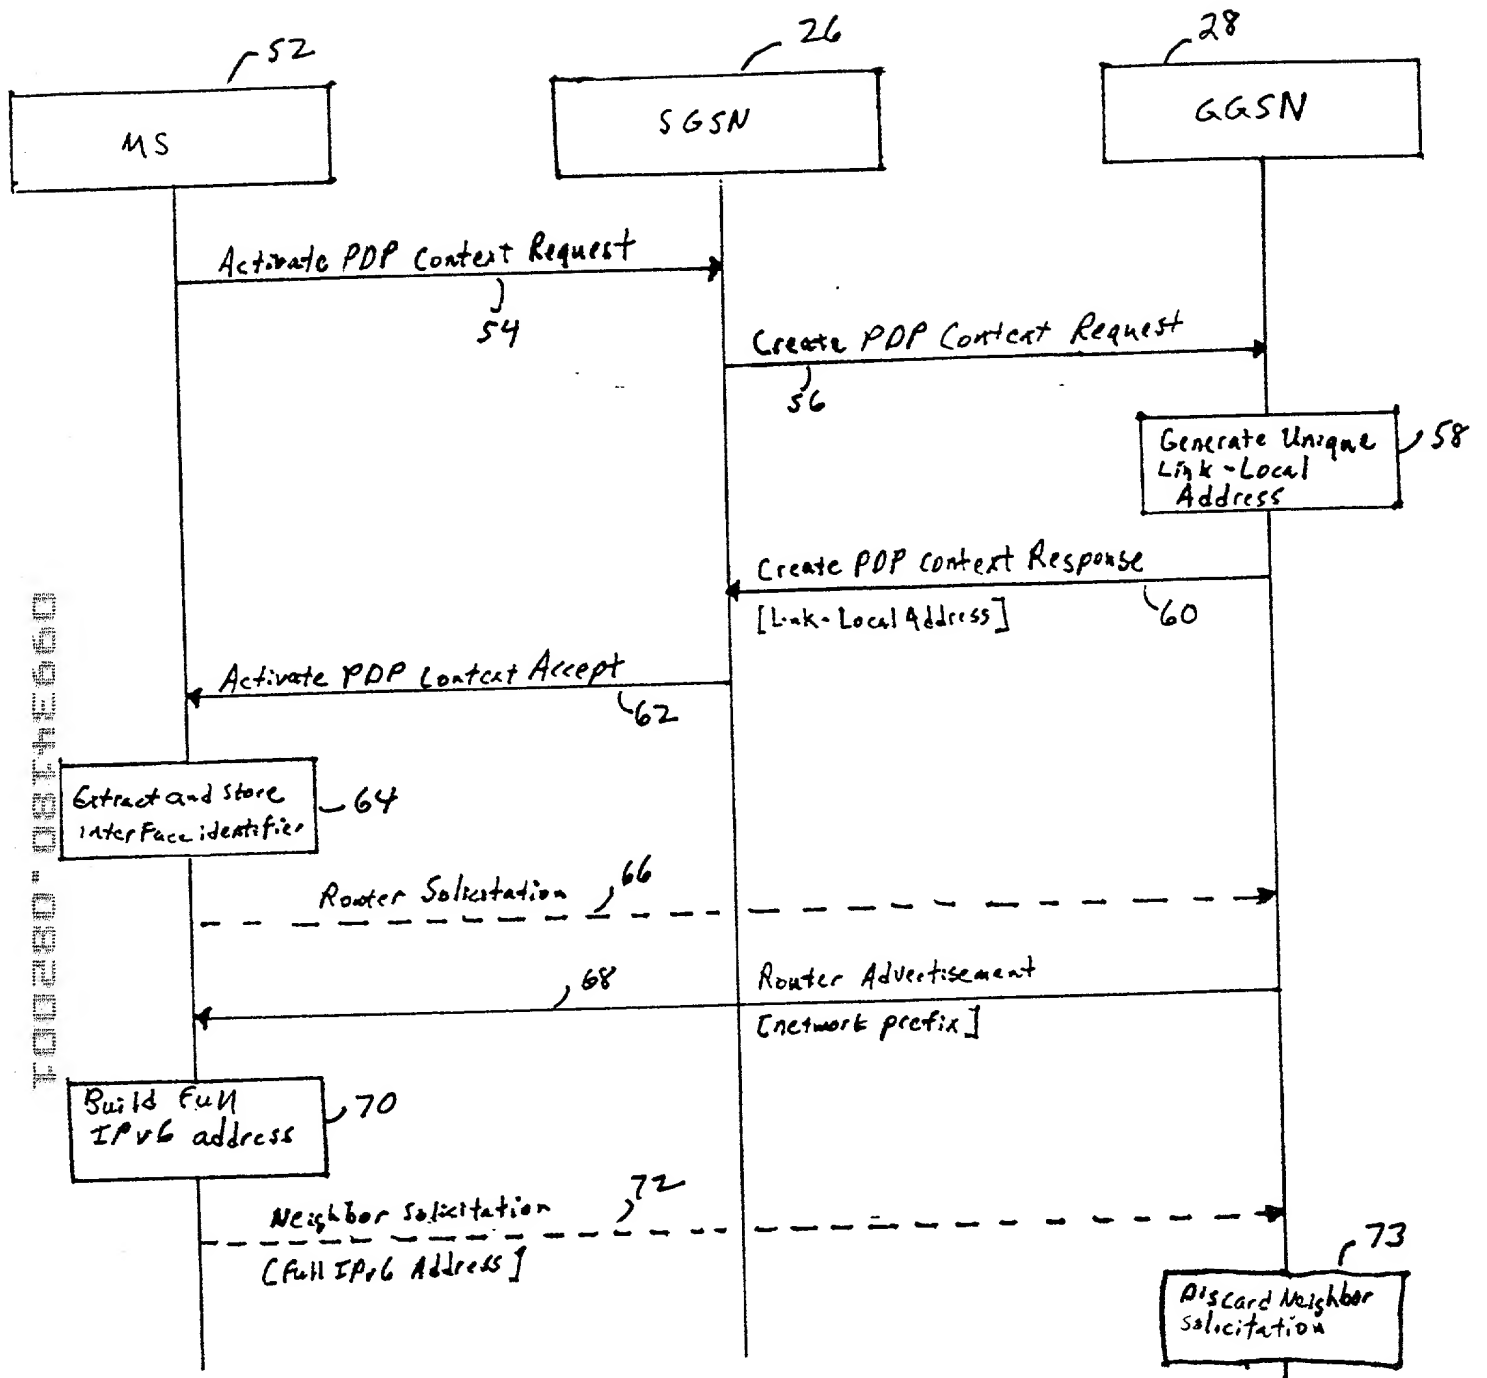 52
26
28
MS
SGSN
GGSN
Activate PDP Context Request
54
Create PDP Context Request
56
Generate Unique
Link-Local
Address
58
Create PDP Context Response
[Link-Local Address]
60
Activate PDP Context Accept
62
Extract and Store
interface identifier
64
Router Solicitation
66
68
Router Advertisement
[network prefix]
Build Full
IPv6 address
70
Neighbor Solicitation
72
[Full IPv6 Address]
73
Discard Neighbor
Solicitation